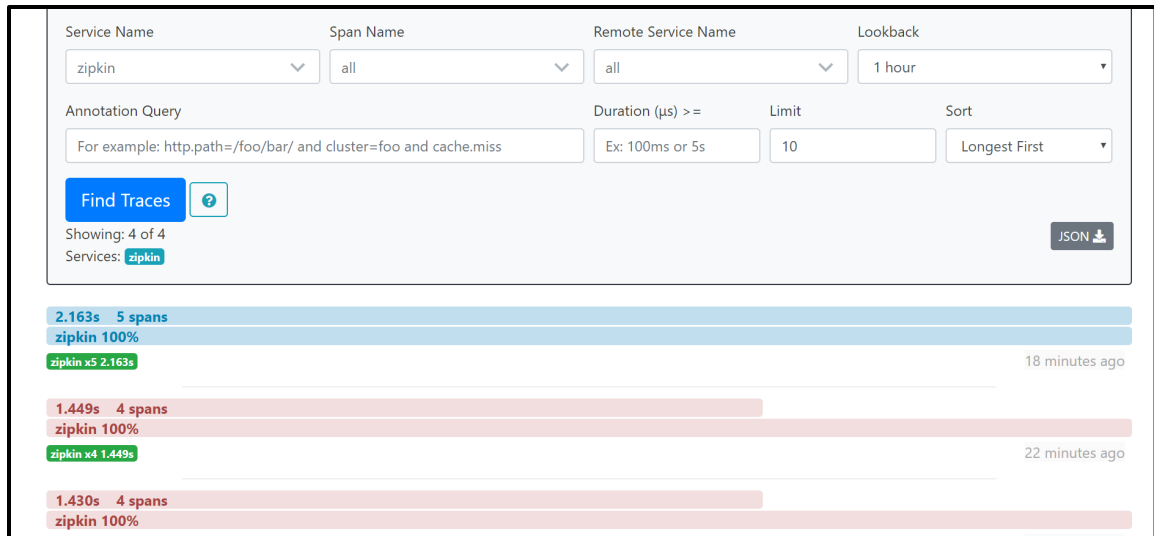 Service Name Span Name Remote Service Name Lookback
zipkin all all 1 hour
Annotation Query Duration (µs) >= Limit Sort
For example: http.path=/foo/bar/ and cluster=foo and cache.miss Ex: 100ms or 5s 10 Longest First
Find Traces ?
Showing: 4 of 4
JSON
Services: zipkin
2.163s 5 spans
zipkin 100%
zipkin x5 2.163s 18 minutes ago
1.449s 4 spans
zipkin 100%
zipkin x4 1.449s 22 minutes ago
1.430s 4 spans
zipkin 100%